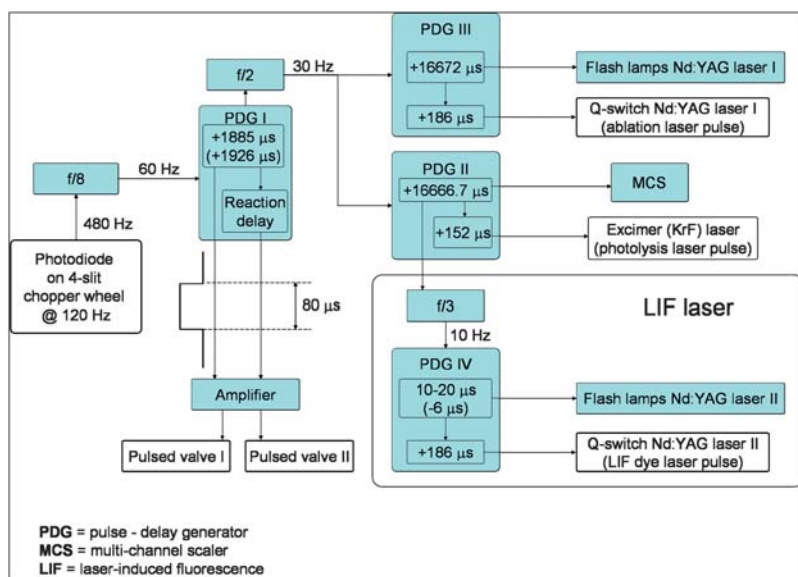 PDG III
+16672 µs
+186 µs
Flash lamps Nd:YAG laser I
Q-switch Nd:YAG laser I
(ablation laser pulse)
f/2
30 Hz
PDG I
+1885 µs
(+1926 µs)
Reaction
delay
f/8
60 Hz
480 Hz
Photodiode
on 4-slit
chopper wheel
@ 120 Hz
PDG II
+16666.7 µs
+152 µs
MCS
Excimer (KrF) laser
(photolysis laser pulse)
80 µs
LIF laser
f/3
10 Hz
PDG IV
10-20 µs
(-6 µs)
+186 µs
Flash lamps Nd:YAG laser II
Q-switch Nd:YAG laser II
(LIF dye laser pulse)
Amplifier
Pulsed valve I
Pulsed valve II
PDG = pulse - delay generator
MCS = multi-channel scaler
LIF = laser-induced fluorescence